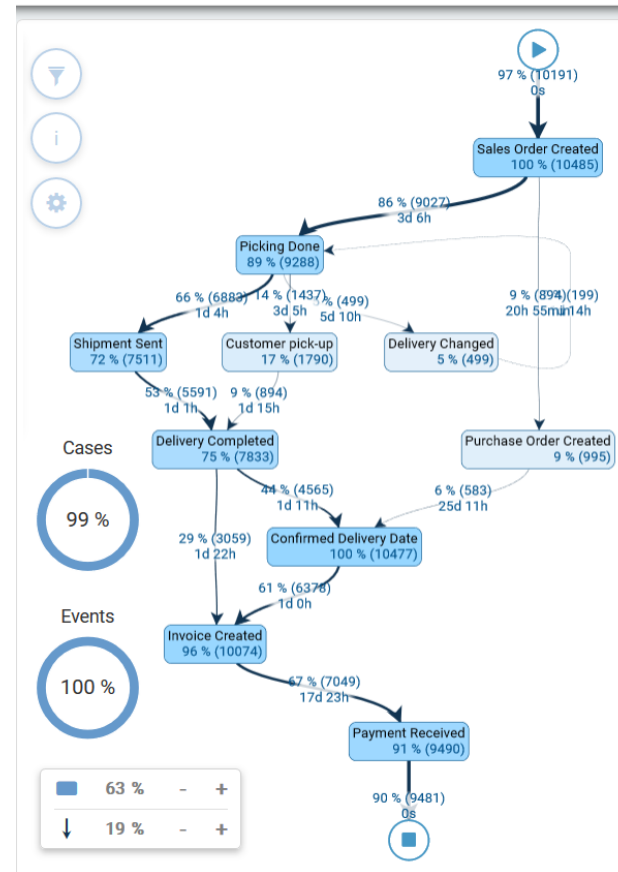 97 % (10191)
0s
Sales Order Created
100 % (10485)
i
86 % (9027)
3d 6h
Picking Done
89 % (9288)
66 % (6883)
1d 4h
14 % (1437)
3d 5h
% (499)
5d 10h
9 % (894)
20h 55min
(199)
14h
Shipment Sent
72 % (7511)
Customer pick-up
17 % (1790)
Delivery Changed
5 % (499)
53 % (5591)
1d 1h
9 % (894)
1d 15h
Delivery Completed
75 % (7833)
Purchase Order Created
9 % (995)
Cases
99 %
44 % (4565)
1d 11h
6 % (583)
25d 11h
29 % (3059)
1d 22h
Confirmed Delivery Date
100 % (10477)
61 % (6378)
1d 0h
Events
100 %
Invoice Created
96 % (10074)
67 % (7049)
17d 23h
Payment Received
91 % (9490)
63 % - +
19 % - +
90 % (9481)
0s